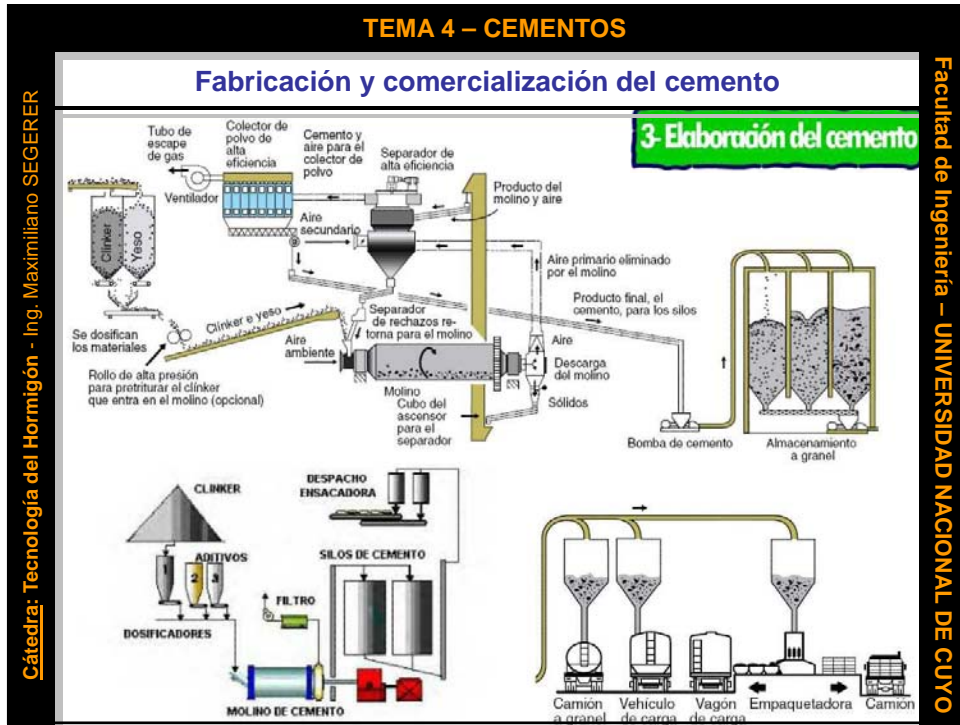 TEMA 4 – CEMENTOS
Cátedra: Tecnología del Hormigón - Ing. Maximiliano SEGERER
Facultad de Ingeniería – UNIVERSIDAD NACIONAL DE CUYO
Fabricación y comercialización del cemento
3- Elaboración del cemento
Tubo de
escape
de gas
Colector de
polvo de
alta
eficiencia
Cemento y
aire para el
colector de
polvo
Separador de
alta eficiencia
Ventilador
Producto del
molino y aire
Aire
secundario
Clinker
Yeso
Aire primario eliminado
por el molino
Producto final, el
cemento, para los silos
Se dosifican
los materiales
Clinker e yeso
Separador
de rechazos re-
torna para el molino
Aire
ambiente
Aire
Descarga
del molino
Rollo de alta presión
para pretriturar el clínker
que entra en el molino (opcional)
Molino
Cubo del
ascensor
para el
separador
Sólidos
Bomba de cemento
Almacenamiento
a granel
CLINKER
DESPACHO
ENSACADORA
ADITIVOS
1
2
3
SILOS DE CEMENTO
FILTRO
DOSIFICADORES
MOLINO DE CEMENTO
Camión
a granel
Vehículo
de carga
Vagón
de carga
Empaquetadora
Camión